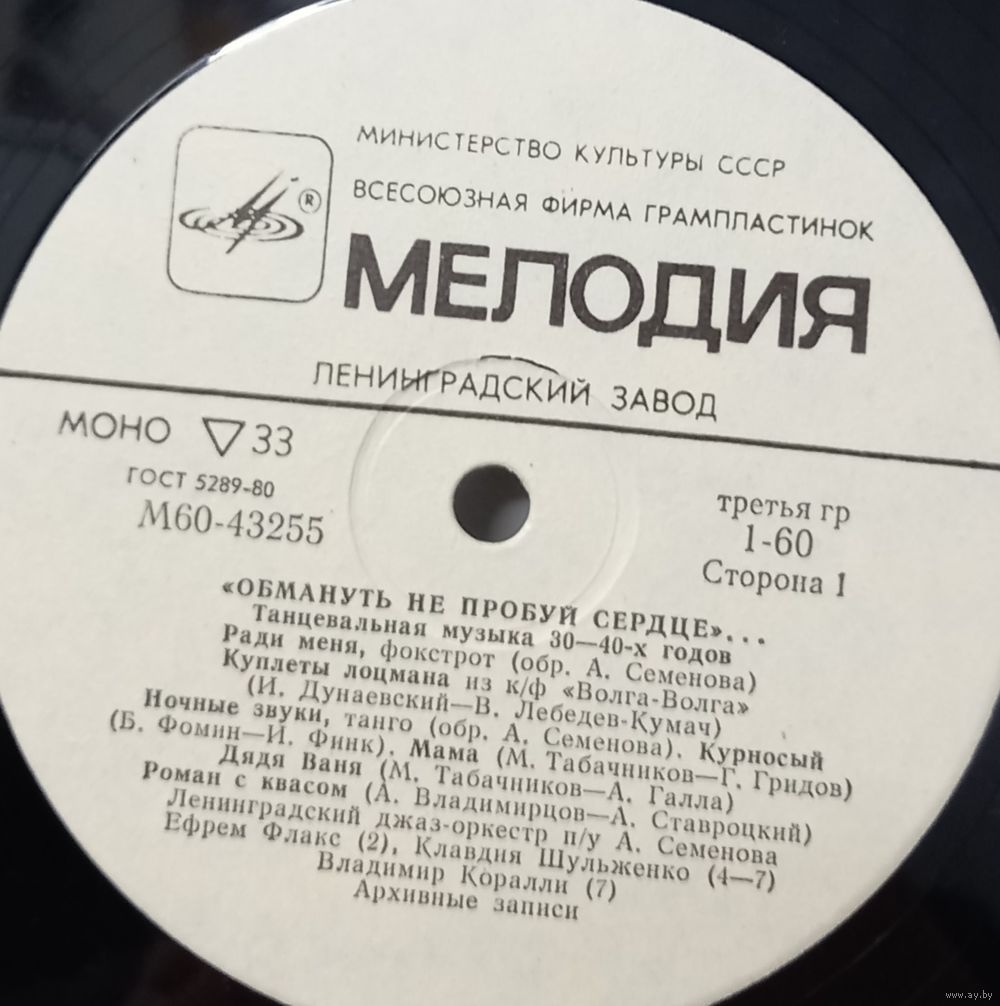 МИНИСТЕРСТВО КУЛЬТУРЫ СССР
ВСЕСОЮЗНАЯ ФИРМА ГРАМПЛАСТИНОК
®
МЕЛОДИЯ
ЛЕНИНГРАДСКИЙ ЗАВОД
МОНО ▽ 33
ГОСТ 5289-80
М60-43255
третья гр
1-60
Сторона 1
«ОБМАНУТЬ НЕ ПРОБУЙ СЕРДЦЕ»...
Танцевальная музыка 30—40-х годов
Ради меня, фокстрот (обр. А. Семенова)
Куплеты лоцмана из к/ф «Волга-Волга»
(И. Дунаевский—В. Лебедев-Кумач)
Ночные звуки, танго (обр. А. Семенова). Курносый
(Б. Фомин—И. Финк). Мама (М. Табачников—Г. Гридов)
Дядя Ваня (М. Табачников—А. Галла)
Роман с квасом (А. Владимирцов—А. Ставроцкий)
Ленинградский джаз-оркестр п/у А. Семенова
Ефрем Флакс (2), Клавдия Шульженко (4—7)
Владимир Коралли (7)
Архивные записи
www.ay.by